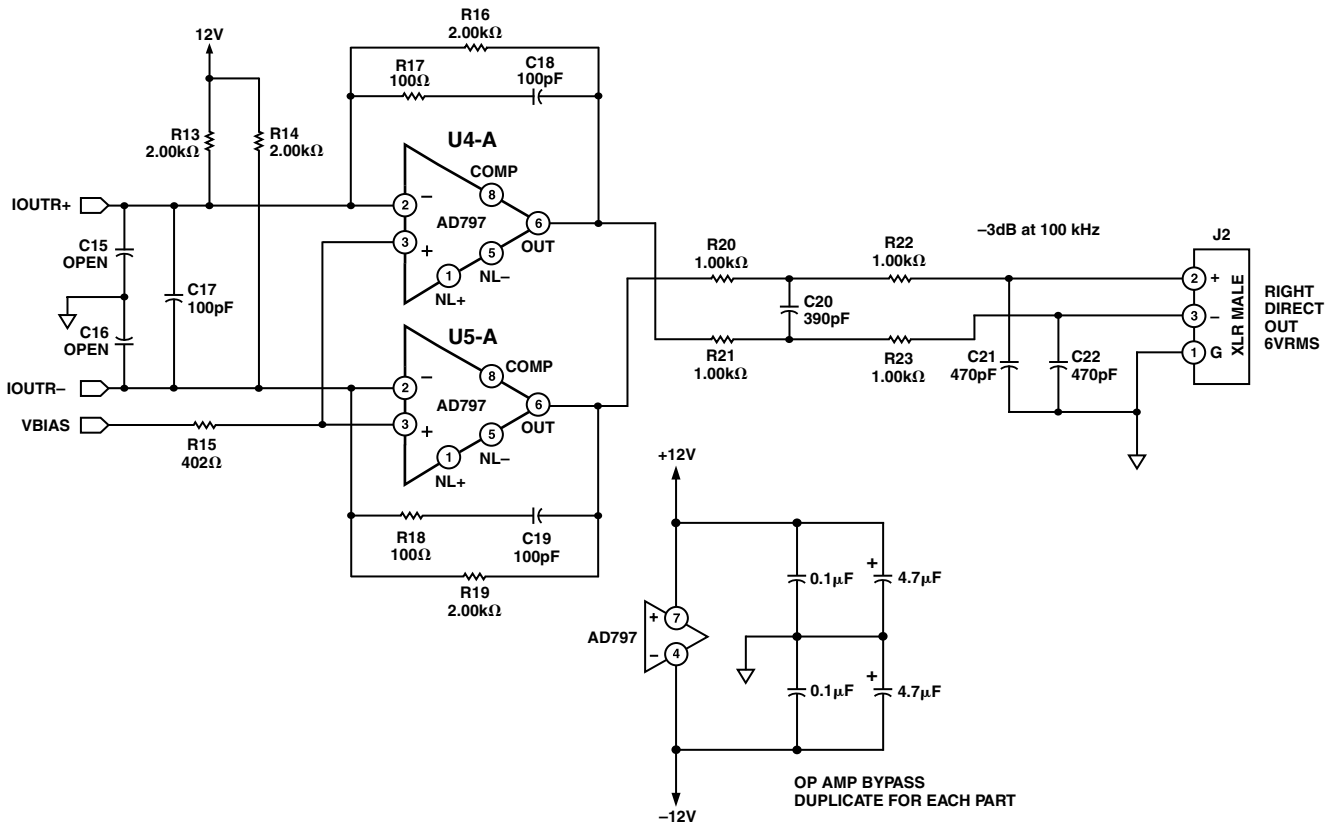 R16
2.00kΩ
12V
R17
100Ω
C18
100pF
R13
2.00kΩ
R14
2.00kΩ
U4-A
COMP
8
IOUTR+
2
−
AD797
6
OUT
3
+
5
NL−
1
NL+
C15
OPEN
C17
100pF
C16
OPEN
–3dB at 100 kHz
R20
1.00kΩ
R22
1.00kΩ
J2
2
+
C20
390pF
3
–
XLR MALE
RIGHT
DIRECT
OUT
6VRMS
R21
1.00kΩ
R23
1.00kΩ
C21
470pF
C22
470pF
1
G
U5-A
COMP
8
IOUTR–
2
−
AD797
6
OUT
VBIAS
3
+
5
NL–
1
NL+
R15
402Ω
R18
100Ω
C19
100pF
R19
2.00kΩ
+12V
0.1μF
+
4.7μF
AD797
+
7
–
4
0.1μF
+
4.7μF
–12V
OP AMP BYPASS
DUPLICATE FOR EACH PART